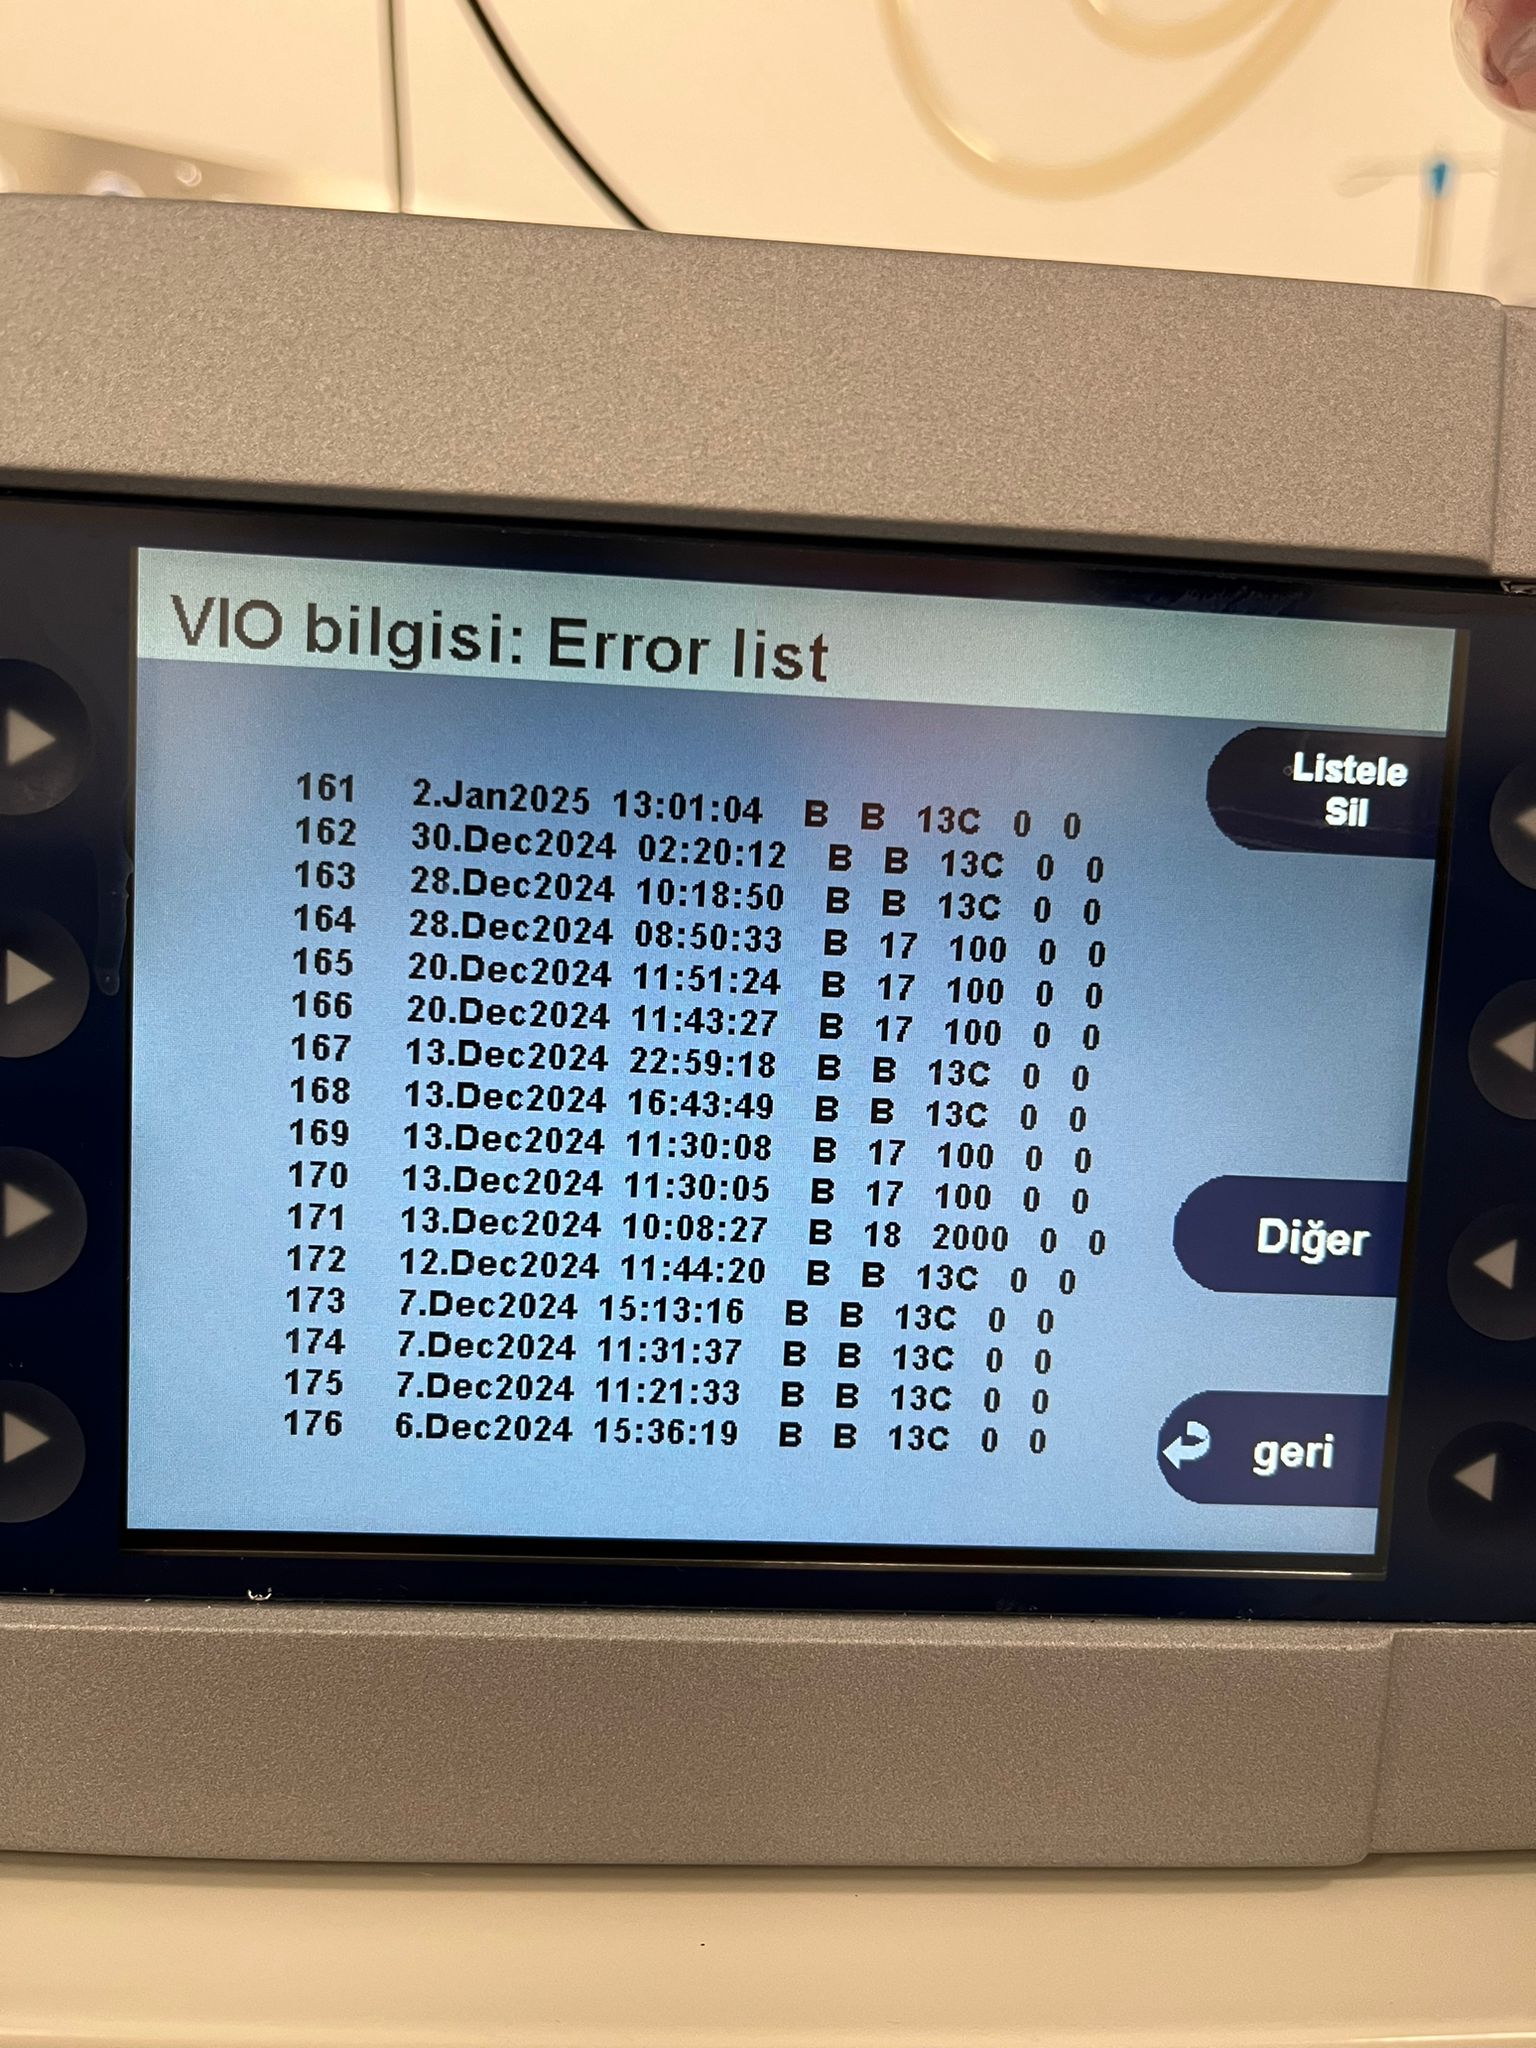 VIO bilgisi: Error list
161 2.Jan2025 13:01:04 B B 13C 0 0
162 30.Dec2024 02:20:12 B B 13C 0 0
163 28.Dec2024 10:18:50 B B 13C 0 0
164 28.Dec2024 08:50:33 B 17 100 0 0
165 20.Dec2024 11:51:24 B 17 100 0 0
166 20.Dec2024 11:43:27 B 17 100 0 0
167 13.Dec2024 22:59:18 B B 13C 0 0
168 13.Dec2024 16:43:49 B B 13C 0 0
169 13.Dec2024 11:30:08 B 17 100 0 0
170 13.Dec2024 11:30:05 B 17 100 0 0
171 13.Dec2024 10:08:27 B 18 2000 0 0
172 12.Dec2024 11:44:20 B B 13C 0 0
173 7.Dec2024 15:13:16 B B 13C 0 0
174 7.Dec2024 11:31:37 B B 13C 0 0
175 7.Dec2024 11:21:33 B B 13C 0 0
176 6.Dec2024 15:36:19 B B 13C 0 0
Listele
Sil
Diğer
geri